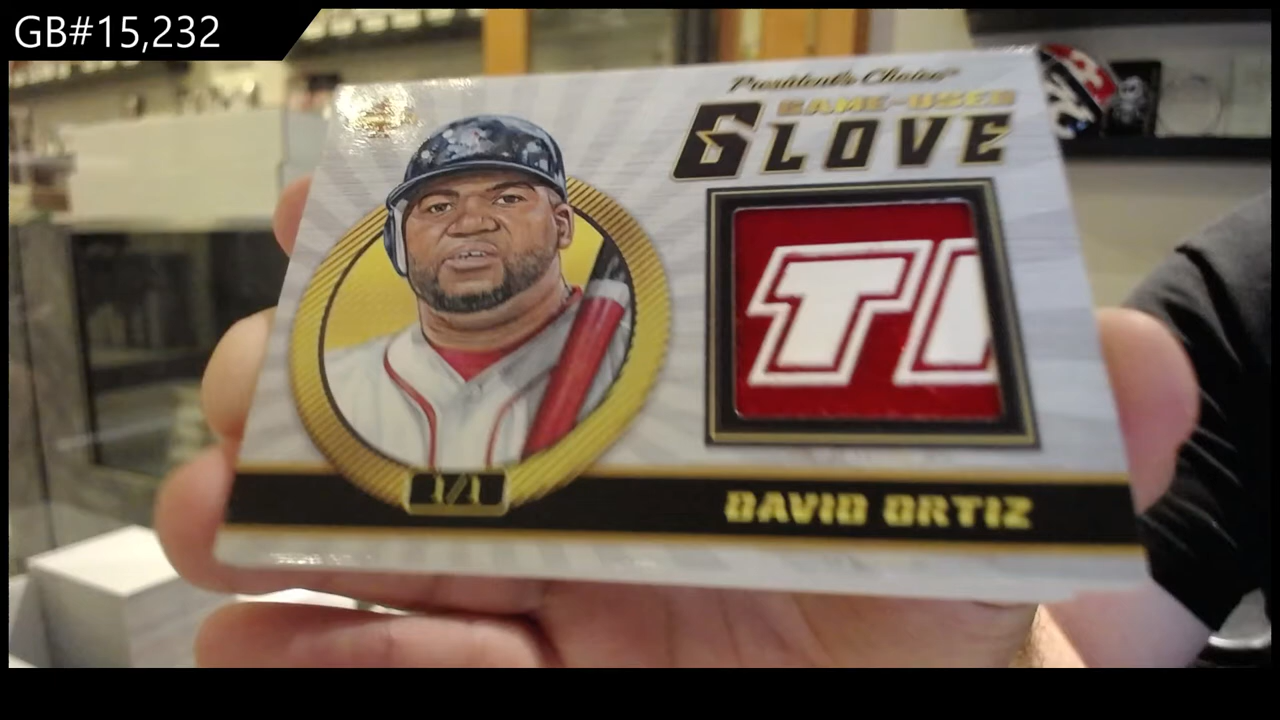 GB#15,232
President's Choice
GAME-USED
GLOVE
TI
1/1
DAVID ORTIZ